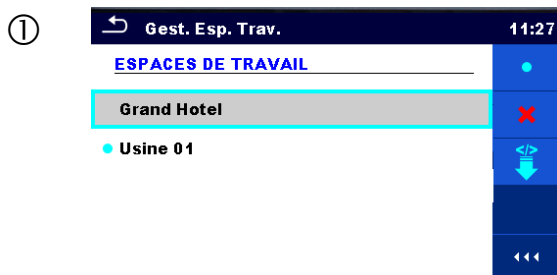 ①
Gest. Esp. Trav. 11:27
ESPACES DE TRAVAIL
Grand Hotel
Usine 01
</>